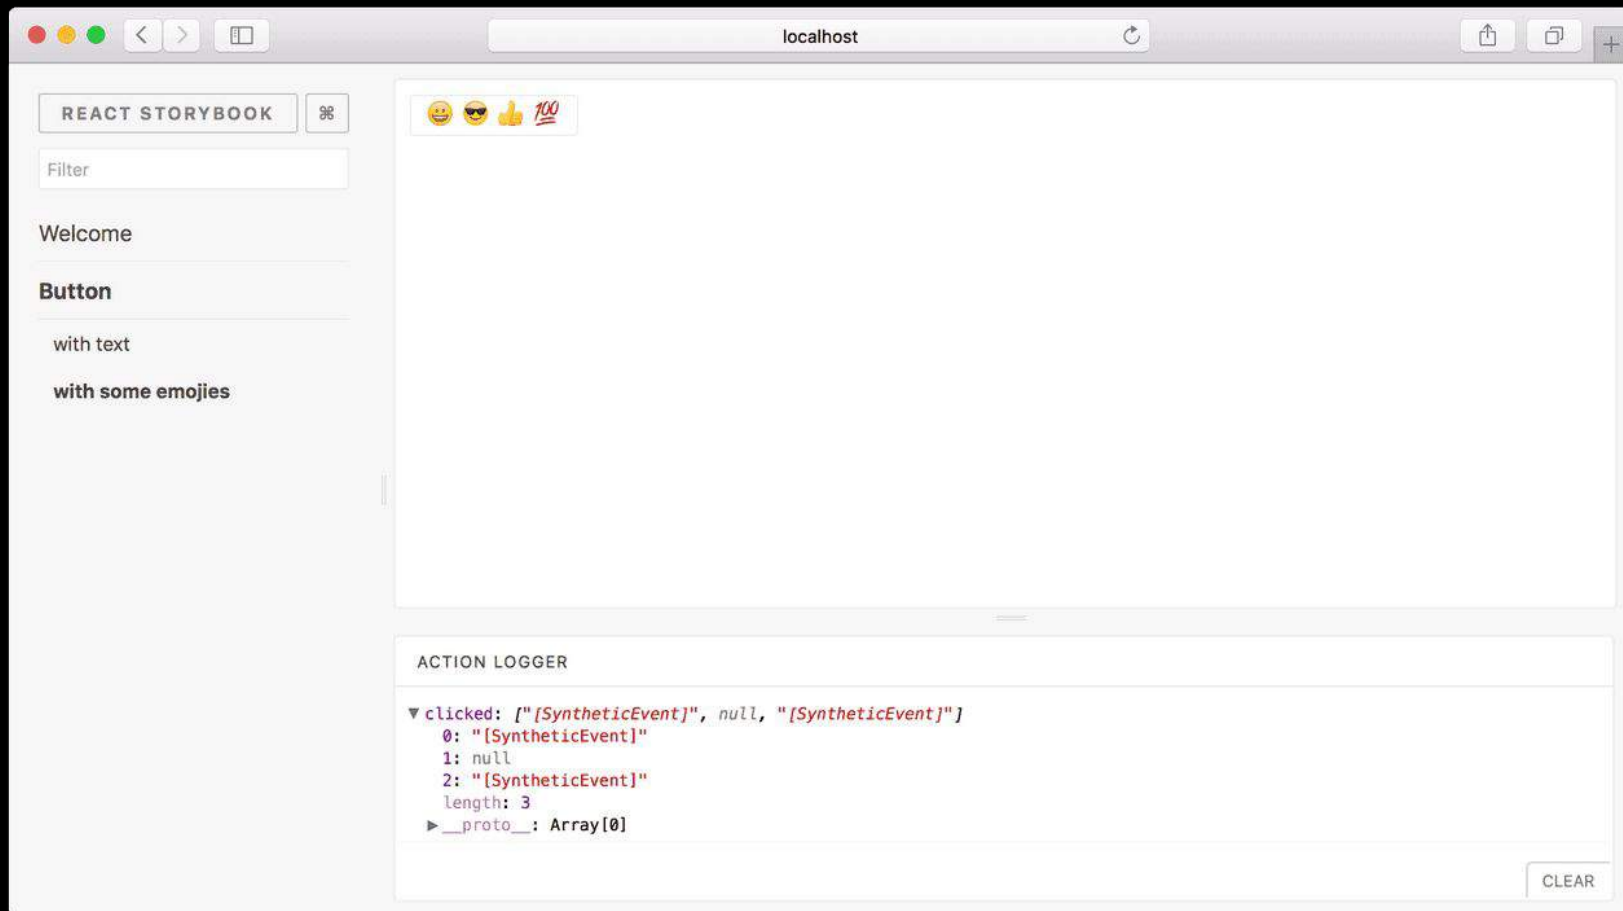 localhost
REACT STORYBOOK ⌘
Filter
Welcome
Button
with text
with some emojies
😀 😎 👍 💯
ACTION LOGGER
▼ clicked: ["[SyntheticEvent]", null, "[SyntheticEvent]"]
0: "[SyntheticEvent]"
1: null
2: "[SyntheticEvent]"
length: 3
▶ __proto__: Array[0]
CLEAR